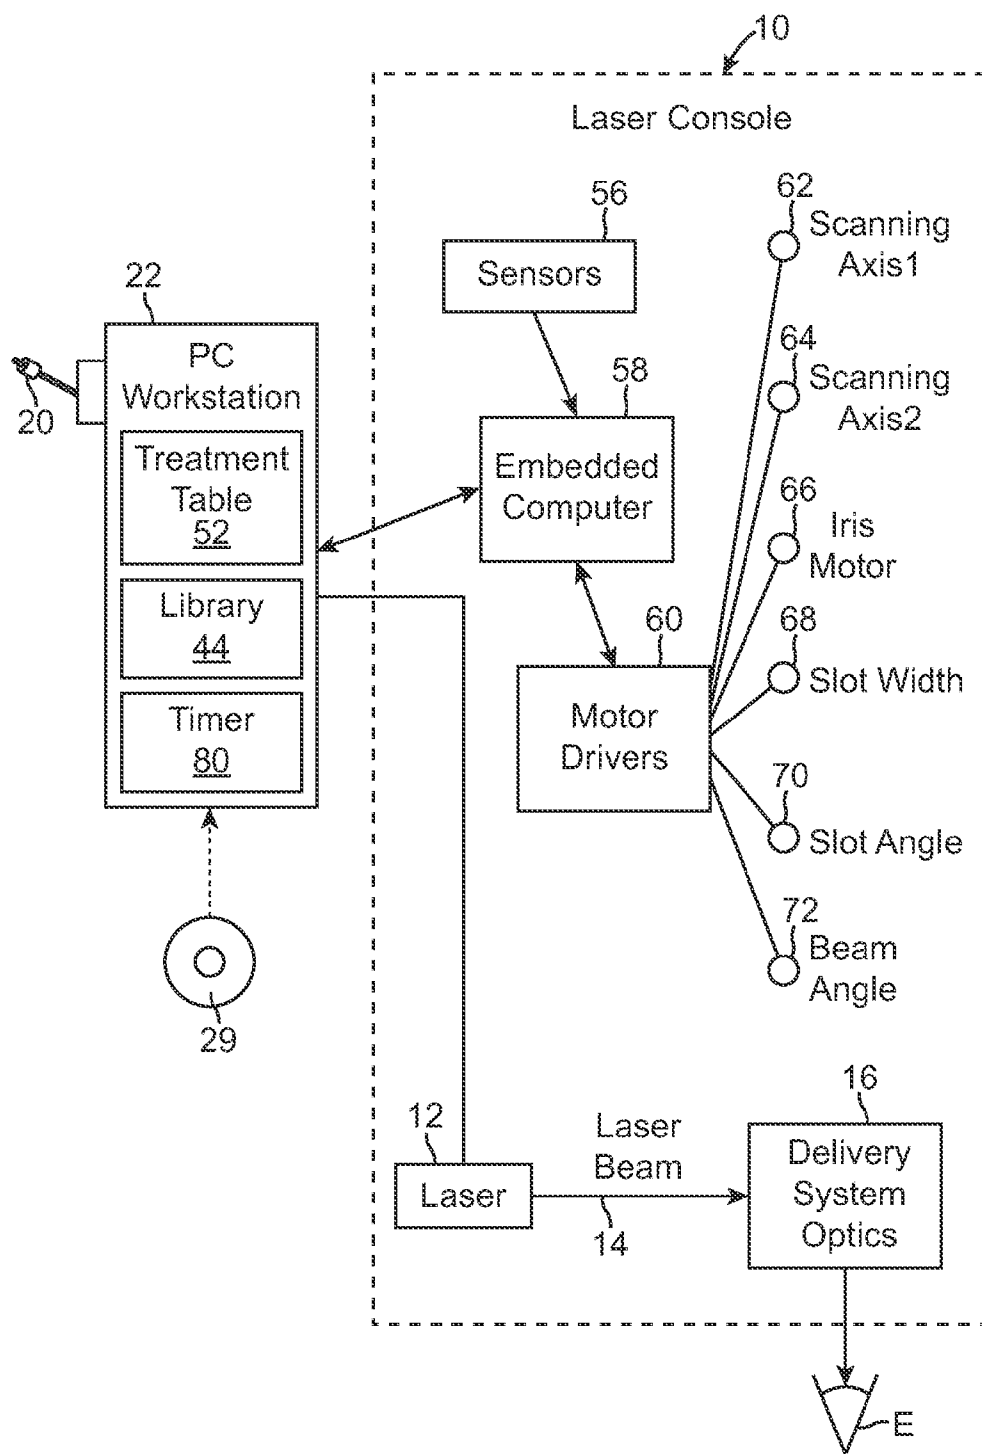 10
Laser Console
56
Sensors
62
Scanning
Axis1
22
PC
Workstation
20
Treatment
Table
52
Library
44
Timer
80
58
Embedded
Computer
64
Scanning
Axis2
66
Iris
Motor
60
Motor
Drivers
68
Slot Width
70
Slot Angle
72
Beam
Angle
29
12
Laser
Laser
Beam
14
16
Delivery
System
Optics
E